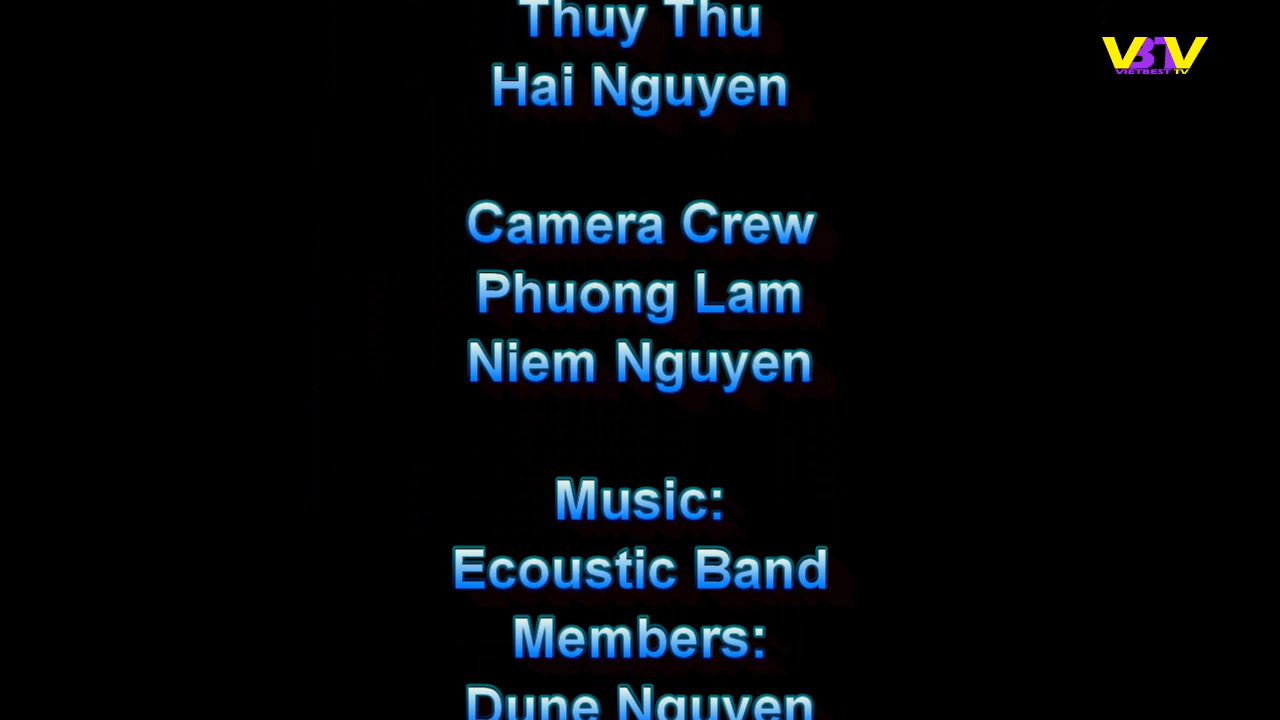 Thuy Thu
VBTV
VIETBEST TV
Hai Nguyen
Camera Crew
Phuong Lam
Niem Nguyen
Music:
Ecoustic Band
Members:
Dune Nguyen